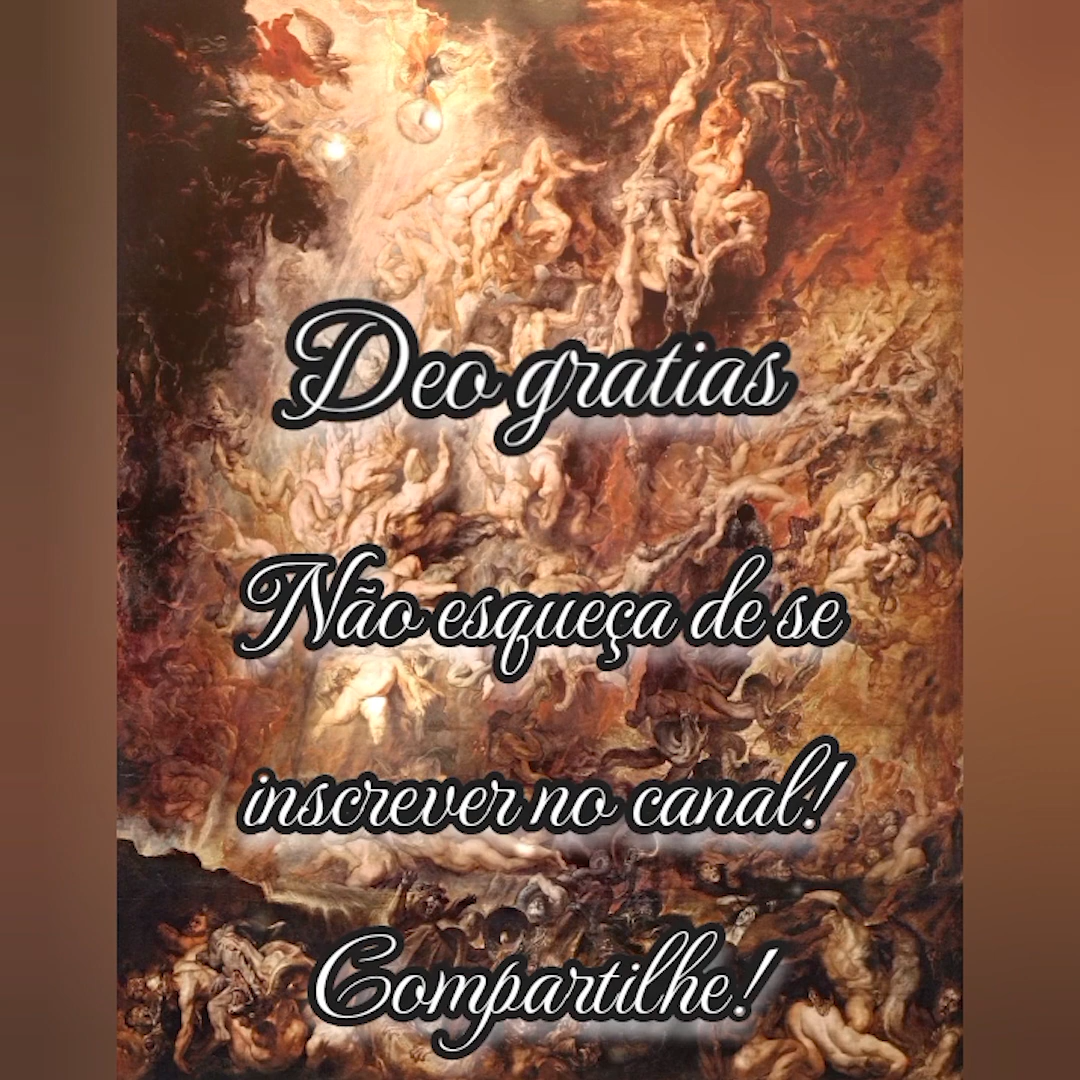 Deo gratias
Não esqueça de se
inscrever no canal!
Compartilhe!